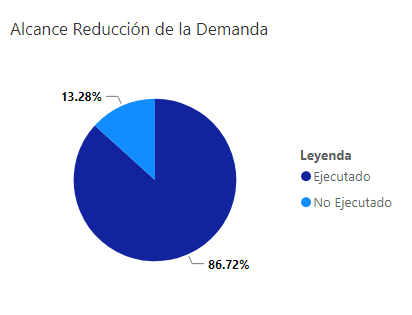 Alcance Reducción de la Demanda
13.28%
Leyenda
Ejecutado
No Ejecutado
86.72%